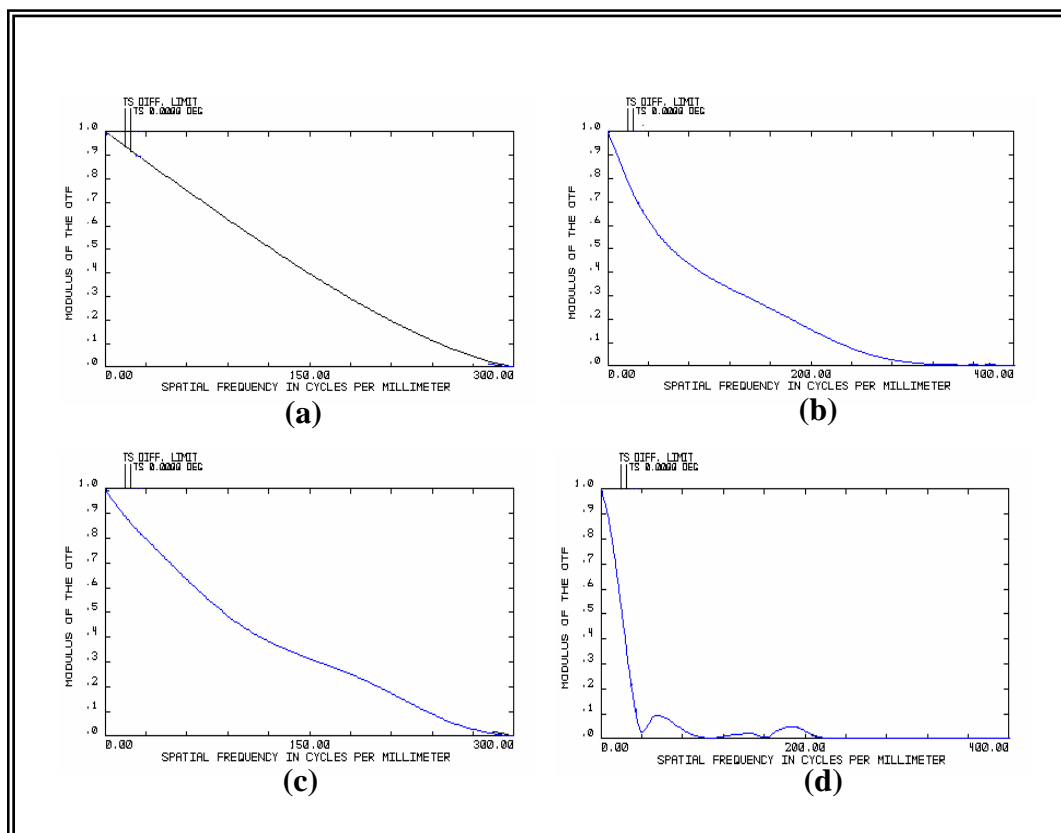 TS DIFF. LIMIT
TS 0.0000 DEG
1.0
.9
.8
.7
.6
.5
.4
.3
.2
.1
.0
MODULUS OF THE OTF
0.00 150.00 300.00
SPATIAL FREQUENCY IN CYCLES PER MILLIMETER
(a)
TS DIFF. LIMIT
TS 0.0000 DEG
1.0
.9
.8
.7
.6
.5
.4
.3
.2
.1
.0
MODULUS OF THE OTF
0.00 200.00 400.00
SPATIAL FREQUENCY IN CYCLES PER MILLIMETER
(b)
TS DIFF. LIMIT
TS 0.0000 DEG
1.0
.9
.8
.7
.6
.5
.4
.3
.2
.1
.0
MODULUS OF THE OTF
0.00 150.00 300.00
SPATIAL FREQUENCY IN CYCLES PER MILLIMETER
(c)
TS DIFF. LIMIT
TS 0.0000 DEG
1.0
.9
.8
.7
.6
.5
.4
.3
.2
.1
.0
MODULUS OF THE OTF
0.00 200.00 400.00
SPATIAL FREQUENCY IN CYCLES PER MILLIMETER
(d)